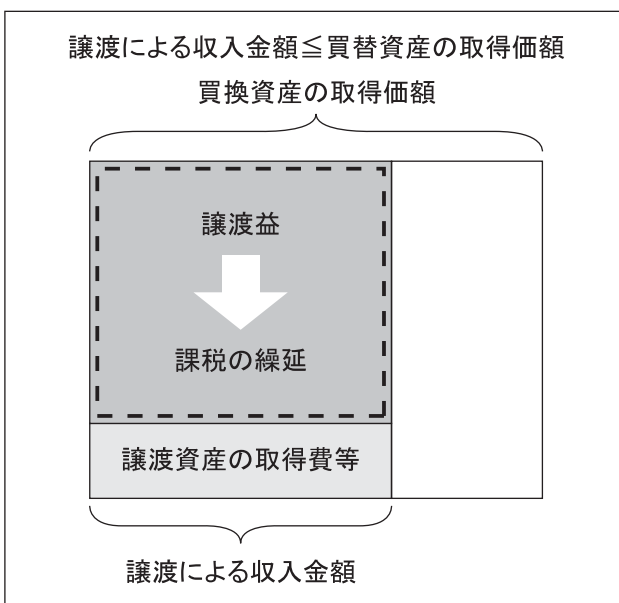 譲渡による収入金額≦買替資産の取得価額
買換資産の取得価額
譲渡益
課税の繰延
譲渡資産の取得費等
譲渡による収入金額